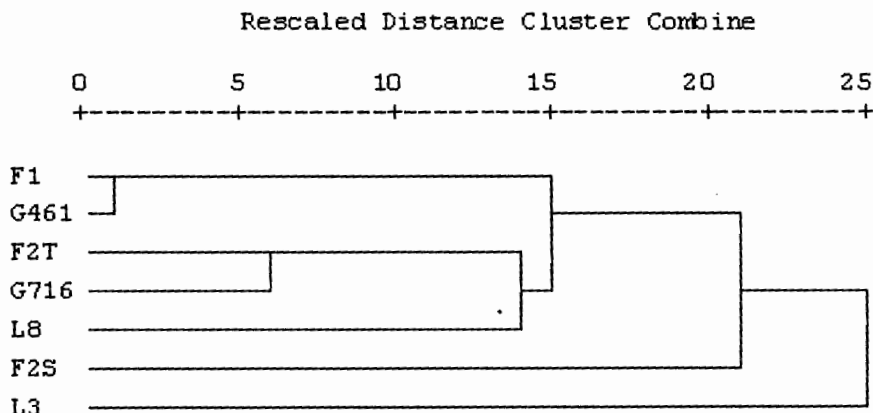 Rescaled Distance Cluster Combine
0 5 10 15 20 25
F1
G461
F2T
G716
L8
F2S
L3